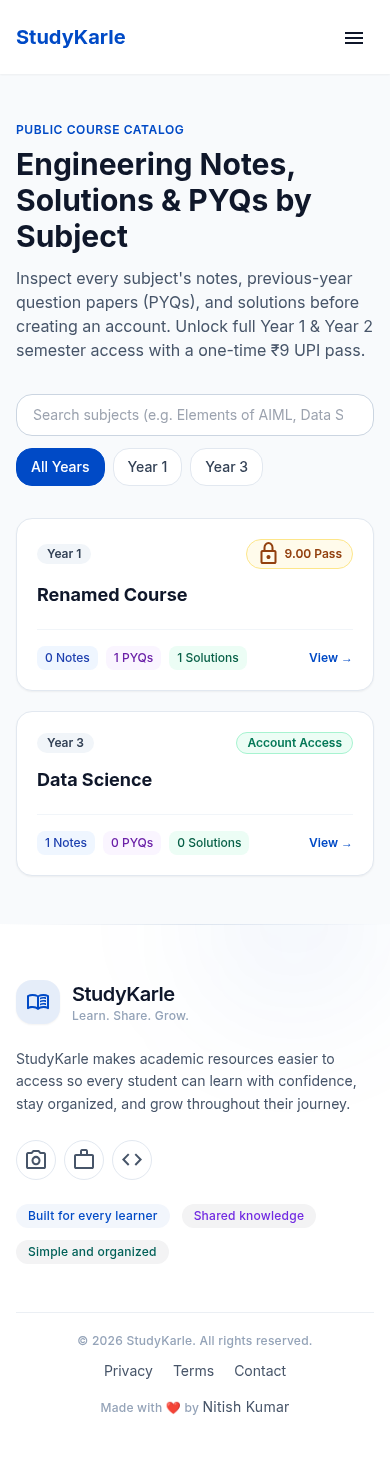 StudyKarle
PUBLIC COURSE CATALOG
Engineering Notes,
Solutions & PYQs by
Subject
Inspect every subject's notes, previous-year
question papers (PYQs), and solutions before
creating an account. Unlock full Year 1 & Year 2
semester access with a one-time ₹9 UPI pass.
Search subjects (e.g. Elements of AIML, Data S
All Years Year 1 Year 3
Year 1 9.00 Pass
Renamed Course
0 Notes 1 PYQs 1 Solutions View →
Year 3 Account Access
Data Science
1 Notes 0 PYQs 0 Solutions View →
StudyKarle
Learn. Share. Grow.
StudyKarle makes academic resources easier to
access so every student can learn with confidence,
stay organized, and grow throughout their journey.
Built for every learner Shared knowledge
Simple and organized
© 2026 StudyKarle. All rights reserved.
Privacy Terms Contact
Made with ❤️ by Nitish Kumar